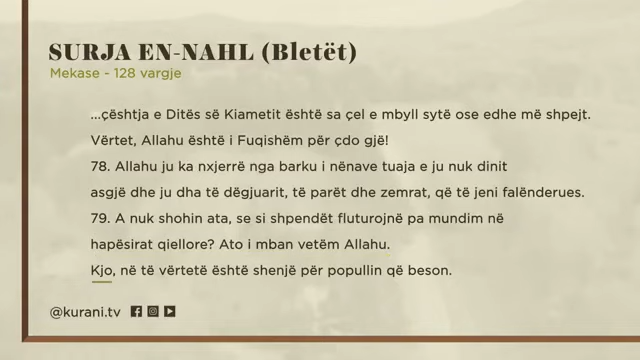 SURJA EN-NAHL (Bletët)
Mekase - 128 vargje
...çështja e Ditës së Kiametit është sa çel e mbyll sytë ose edhe më shpejt.
Vërtet, Allahu është i Fuqishëm për çdo gjë!
78. Allahu ju ka nxjerrë nga barku i nënave tuaja e ju nuk dinit
asgjë dhe ju dha të dëgjuarit, të parët dhe zemrat, që të jeni falënderues.
79. A nuk shohin ata, se si shpendët fluturojnë pa mundim në
hapësirat qiellore? Ato i mban vetëm Allahu.
Kjo, në të vërtetë është shenjë për popullin që beson.
@kurani.tv